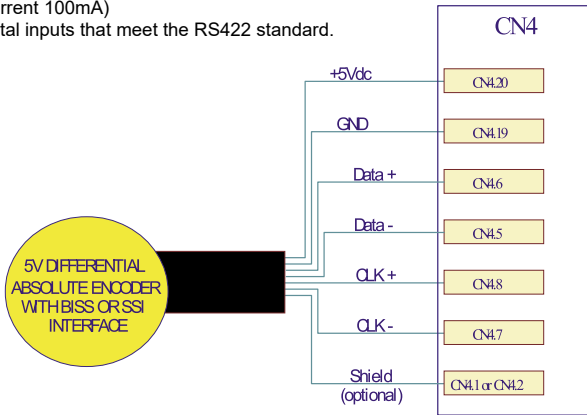 rrent 100mA)
tal inputs that meet the RS422 standard.
CN4
+5Vdc
CN4.20
GND
CN4.19
Data +
CN4.6
Data -
CN4.5
5V DIFFERENTIAL
ABSOLUTE ENCODER
WITH BISS OR SSI
INTERFACE
CLK +
CN4.8
CLK -
CN4.7
Shield
(optional)
CN4.1 or CN4.2